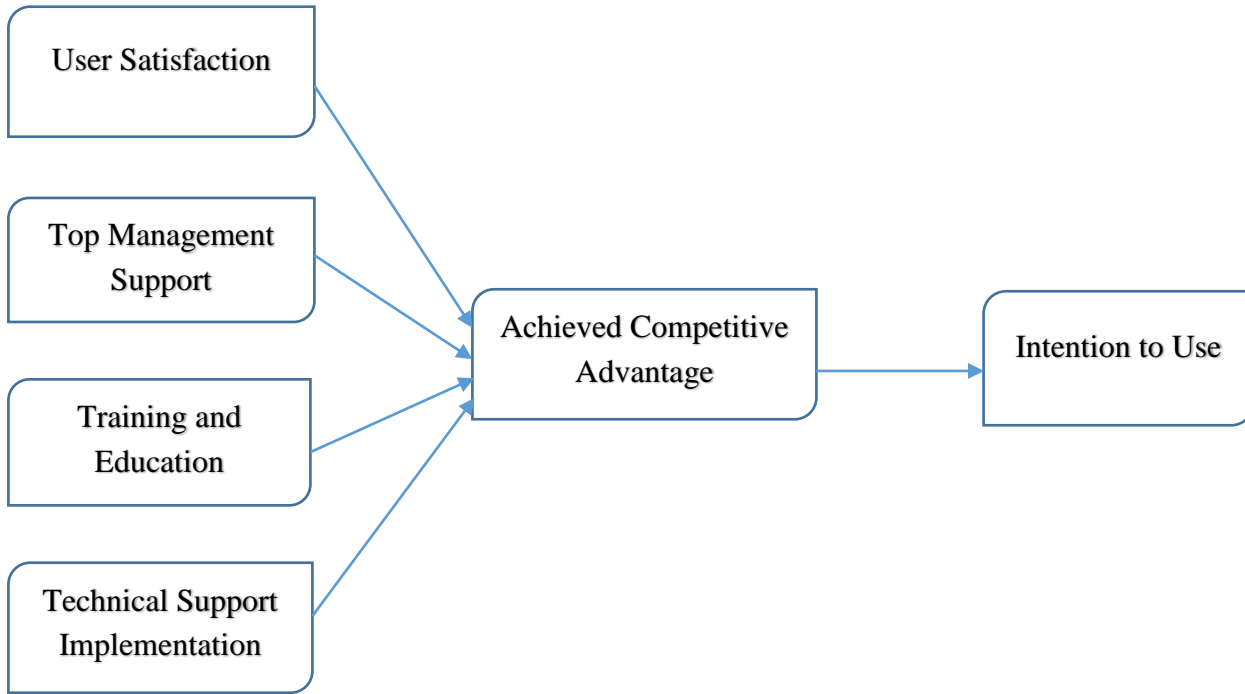 User Satisfaction
Top Management
Support
Training and
Education
Technical Support
Implementation
Achieved Competitive
Advantage
Intention to Use